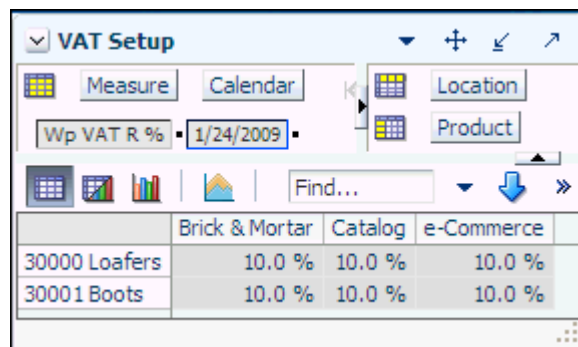 VAT Setup
Measure Calendar Location
Wp VAT R % 1/24/2009 Product
Find...
Brick & Mortar Catalog e-Commerce
30000 Loafers 10.0 % 10.0 % 10.0 %
30001 Boots 10.0 % 10.0 % 10.0 %